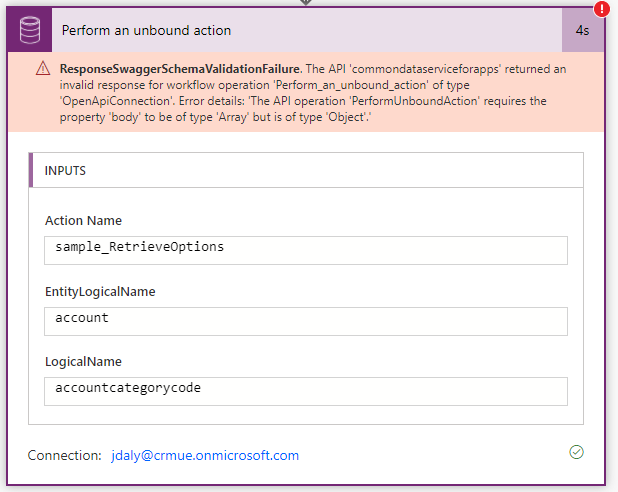 Perform an unbound action
4s
!
ResponseSwaggerSchemaValidationFailure. The API 'commondataserviceforapps' returned an
invalid response for workflow operation 'Perform_an_unbound_action' of type
'OpenApiConnection'. Error details: 'The API operation 'PerformUnboundAction' requires the
property 'body' to be of type 'Array' but is of type 'Object'.'
INPUTS
Action Name
sample_RetrieveOptions
EntityLogicalName
account
LogicalName
accountcategorycode
Connection: jdaly@crmue.onmicrosoft.com